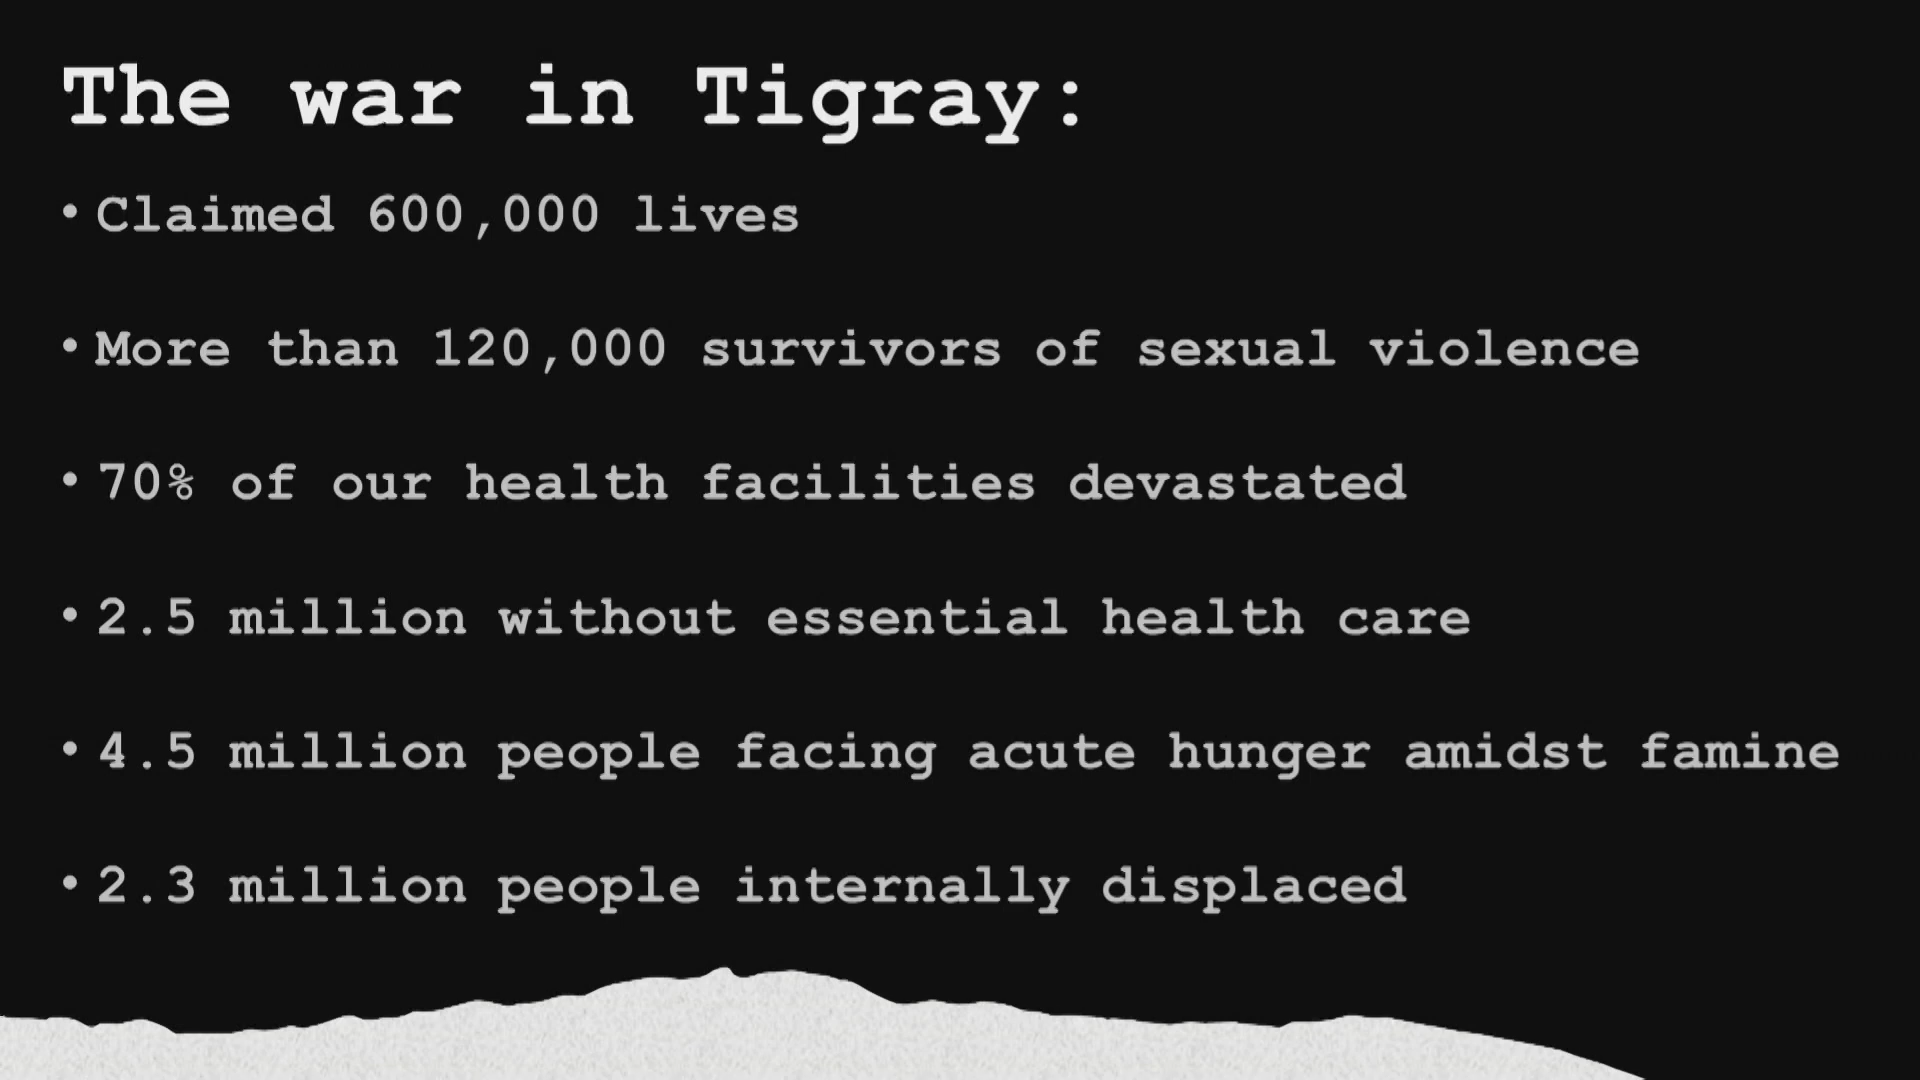 The war in Tigray:
• Claimed 600,000 lives
• More than 120,000 survivors of sexual violence
• 70% of our health facilities devastated
• 2.5 million without essential health care
• 4.5 million people facing acute hunger amidst famine
• 2.3 million people internally displaced